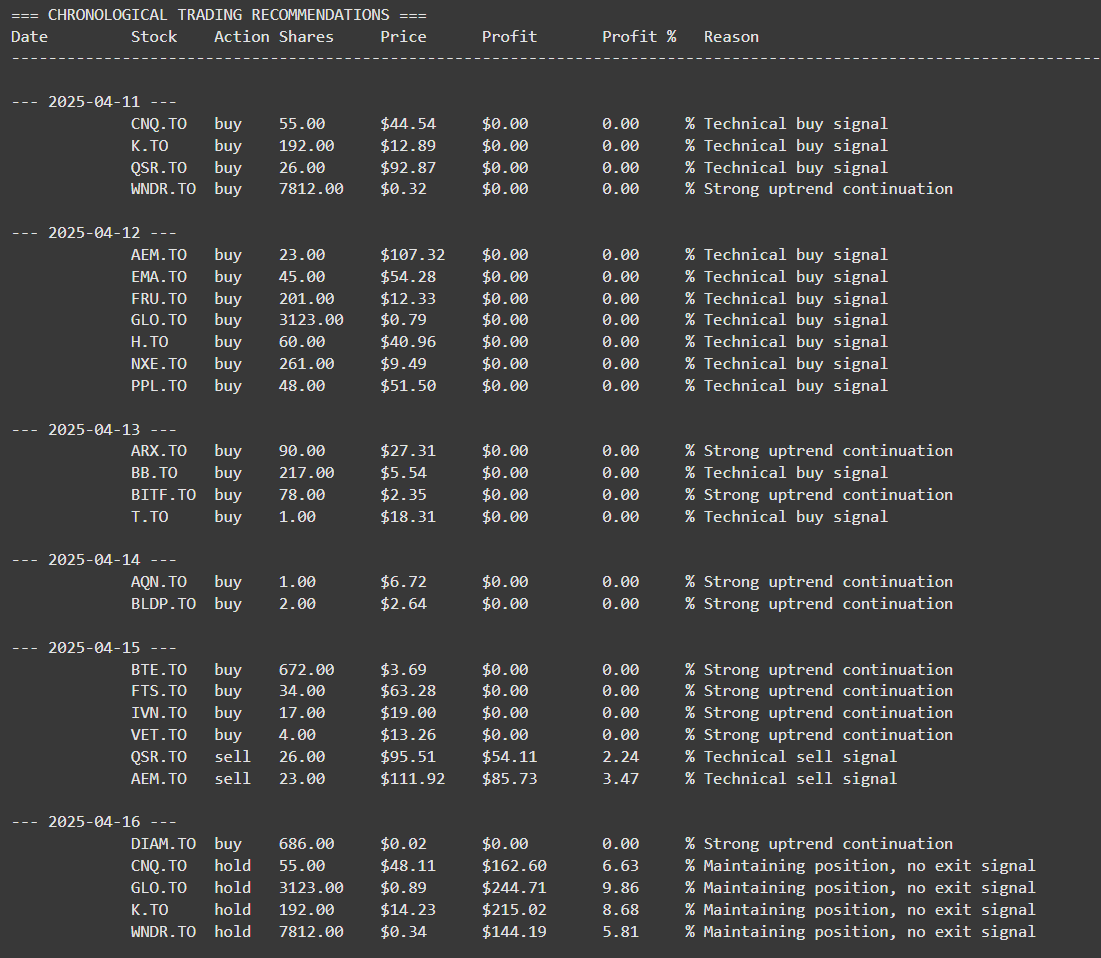 === CHRONOLOGICAL TRADING RECOMMENDATIONS ===
Date Stock Action Shares Price Profit Profit % Reason
------------------------------------------------------------------------------------------------------------------------
--- 2025-04-11 ---
CNQ.TO buy 55.00 $44.54 $0.00 0.00 % Technical buy signal
K.TO buy 192.00 $12.89 $0.00 0.00 % Technical buy signal
QSR.TO buy 26.00 $92.87 $0.00 0.00 % Technical buy signal
WNDR.TO buy 7812.00 $0.32 $0.00 0.00 % Strong uptrend continuation
--- 2025-04-12 ---
AEM.TO buy 23.00 $107.32 $0.00 0.00 % Technical buy signal
EMA.TO buy 45.00 $54.28 $0.00 0.00 % Technical buy signal
FRU.TO buy 201.00 $12.33 $0.00 0.00 % Technical buy signal
GLO.TO buy 3123.00 $0.79 $0.00 0.00 % Technical buy signal
H.TO buy 60.00 $40.96 $0.00 0.00 % Technical buy signal
NXE.TO buy 261.00 $9.49 $0.00 0.00 % Technical buy signal
PPL.TO buy 48.00 $51.50 $0.00 0.00 % Technical buy signal
--- 2025-04-13 ---
ARX.TO buy 90.00 $27.31 $0.00 0.00 % Strong uptrend continuation
BB.TO buy 217.00 $5.54 $0.00 0.00 % Technical buy signal
BITF.TO buy 78.00 $2.35 $0.00 0.00 % Strong uptrend continuation
T.TO buy 1.00 $18.31 $0.00 0.00 % Technical buy signal
--- 2025-04-14 ---
AQN.TO buy 1.00 $6.72 $0.00 0.00 % Strong uptrend continuation
BLDP.TO buy 2.00 $2.64 $0.00 0.00 % Strong uptrend continuation
--- 2025-04-15 ---
BTE.TO buy 672.00 $3.69 $0.00 0.00 % Strong uptrend continuation
FTS.TO buy 34.00 $63.28 $0.00 0.00 % Strong uptrend continuation
IVN.TO buy 17.00 $19.00 $0.00 0.00 % Strong uptrend continuation
VET.TO buy 4.00 $13.26 $0.00 0.00 % Strong uptrend continuation
QSR.TO sell 26.00 $95.51 $54.11 2.24 % Technical sell signal
AEM.TO sell 23.00 $111.92 $85.73 3.47 % Technical sell signal
--- 2025-04-16 ---
DIAM.TO buy 686.00 $0.02 $0.00 0.00 % Strong uptrend continuation
CNQ.TO hold 55.00 $48.11 $162.60 6.63 % Maintaining position, no exit signal
GLO.TO hold 3123.00 $0.89 $244.71 9.86 % Maintaining position, no exit signal
K.TO hold 192.00 $14.23 $215.02 8.68 % Maintaining position, no exit signal
WNDR.TO hold 7812.00 $0.34 $144.19 5.81 % Maintaining position, no exit signal